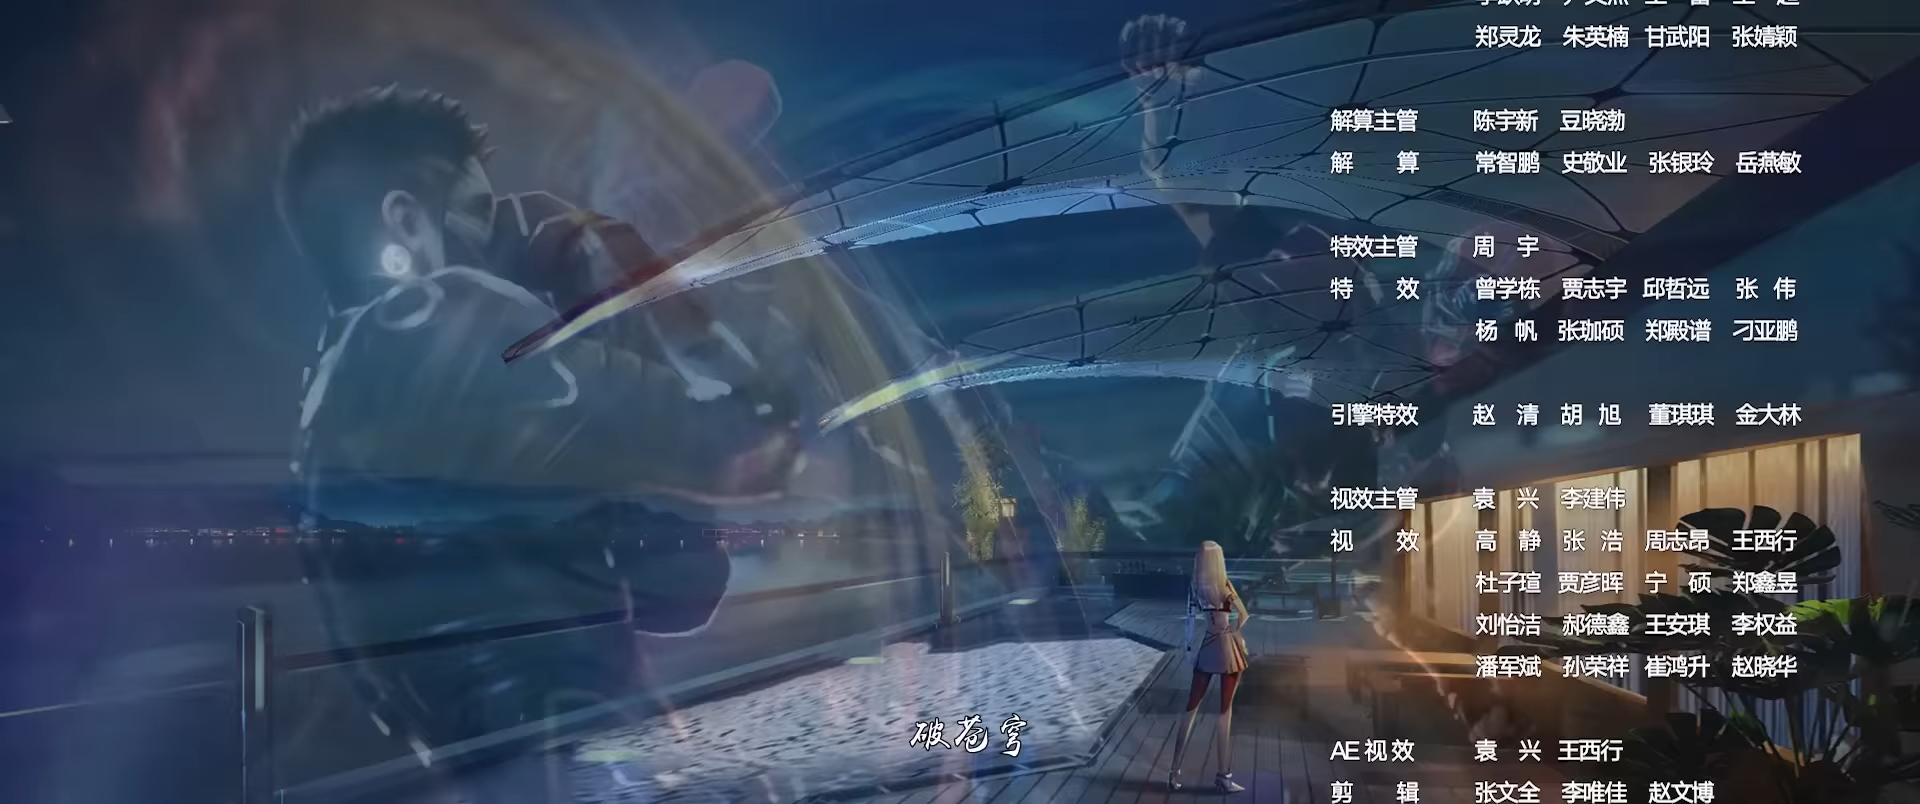 郑灵龙 朱英楠 甘武阳 张婧颖
解算主管 陈宇新 豆晓渤
解算 常智鹏 史敬业 张银玲 岳燕敏
特效主管 周宇
特效 曾学栋 贾志宇 邱哲远 张伟
杨帆 张珈硕 郑殿谱 刁亚鹏
引擎特效 赵清 胡旭 董琪琪 金大林
视效主管 袁兴 李建伟
视效 高静 张浩 周志昂 王西行
杜子瑄 贾彦晖 宁硕 郑鑫昱
刘怡洁 郝德鑫 王安琪 李权益
潘军斌 孙荣祥 崔鸿升 赵晓华
破苍穹
AE视效 袁兴 王西行
剪辑 张文全 李唯佳 赵文博